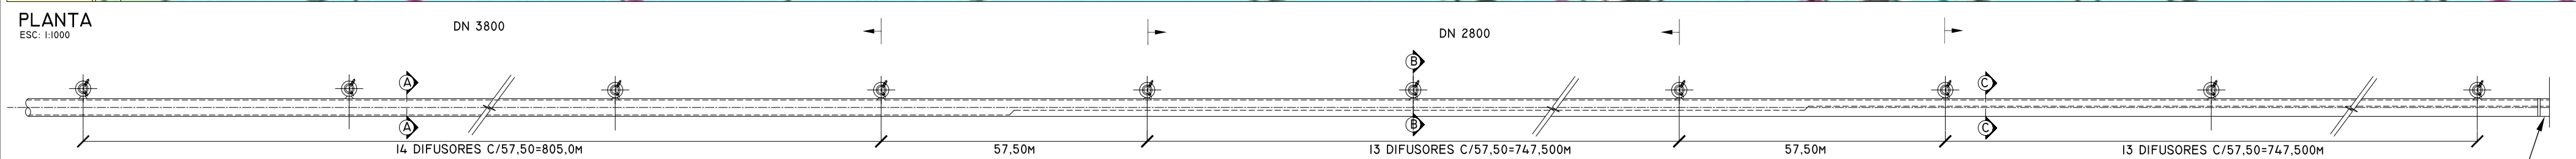 PLANTA
ESC: 1:1000
DN 3800
DN 2800
B
A
C
A
B
C
14 DIFUSORES C/57,50=805,0M
57,50M
13 DIFUSORES C/57,50=747,500M
57,50M
13 DIFUSORES C/57,50=747,500M